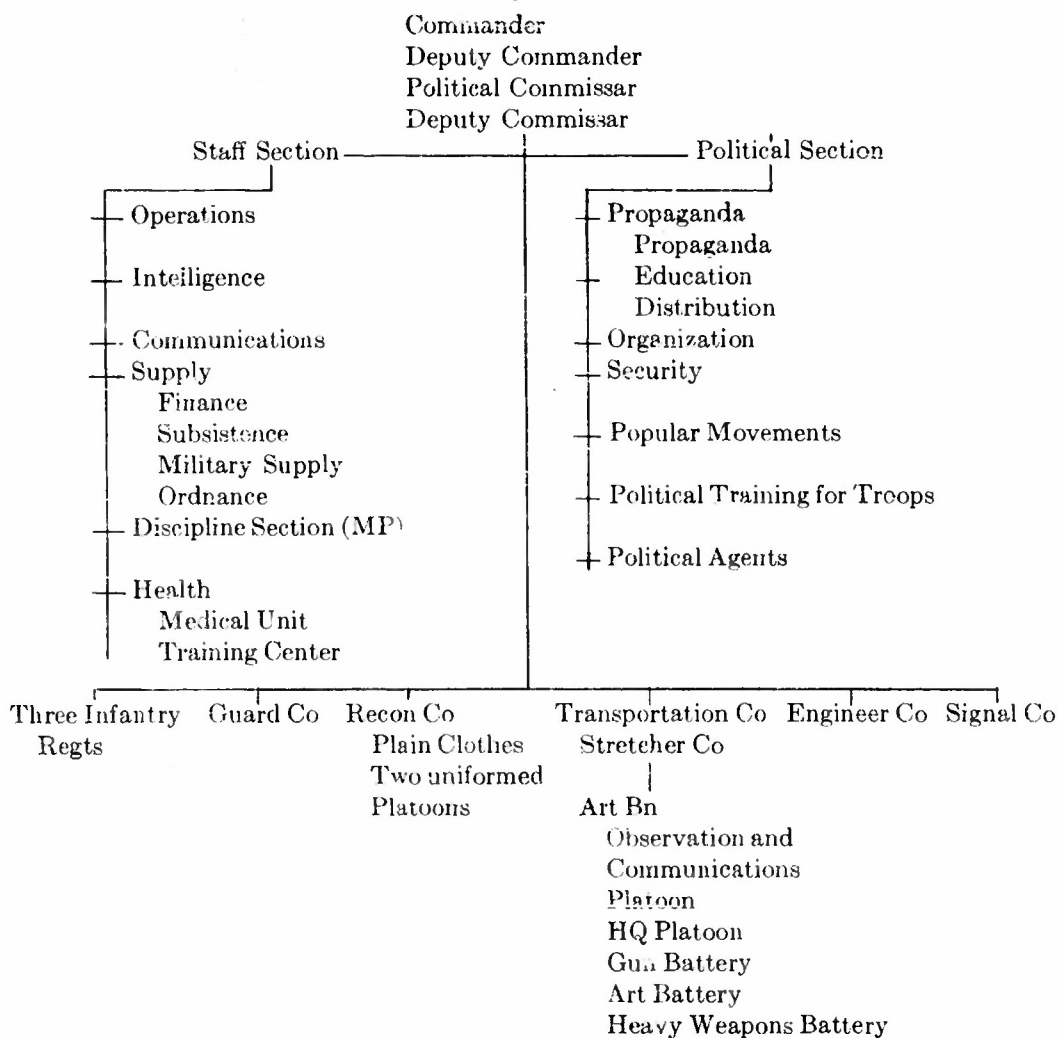 Commander
Deputy Commander
Political Commissar
Deputy Commissar
Staff Section
Political Section
Operations
Intelligence
Communications
Supply
Finance
Subsistence
Military Supply
Ordnance
Discipline Section (MP)
Health
Medical Unit
Training Center
Propaganda
Propaganda
Education
Distribution
Organization
Security
Popular Movements
Political Training for Troops
Political Agents
Three Infantry
Regts
Guard Co
Recon Co
Plain Clothes
Two uniformed
Platoons
Transportation Co
Stretcher Co
Art Bn
Observation and
Communications
Platoon
HQ Platoon
Gun Battery
Art Battery
Heavy Weapons Battery
Engineer Co
Signal Co